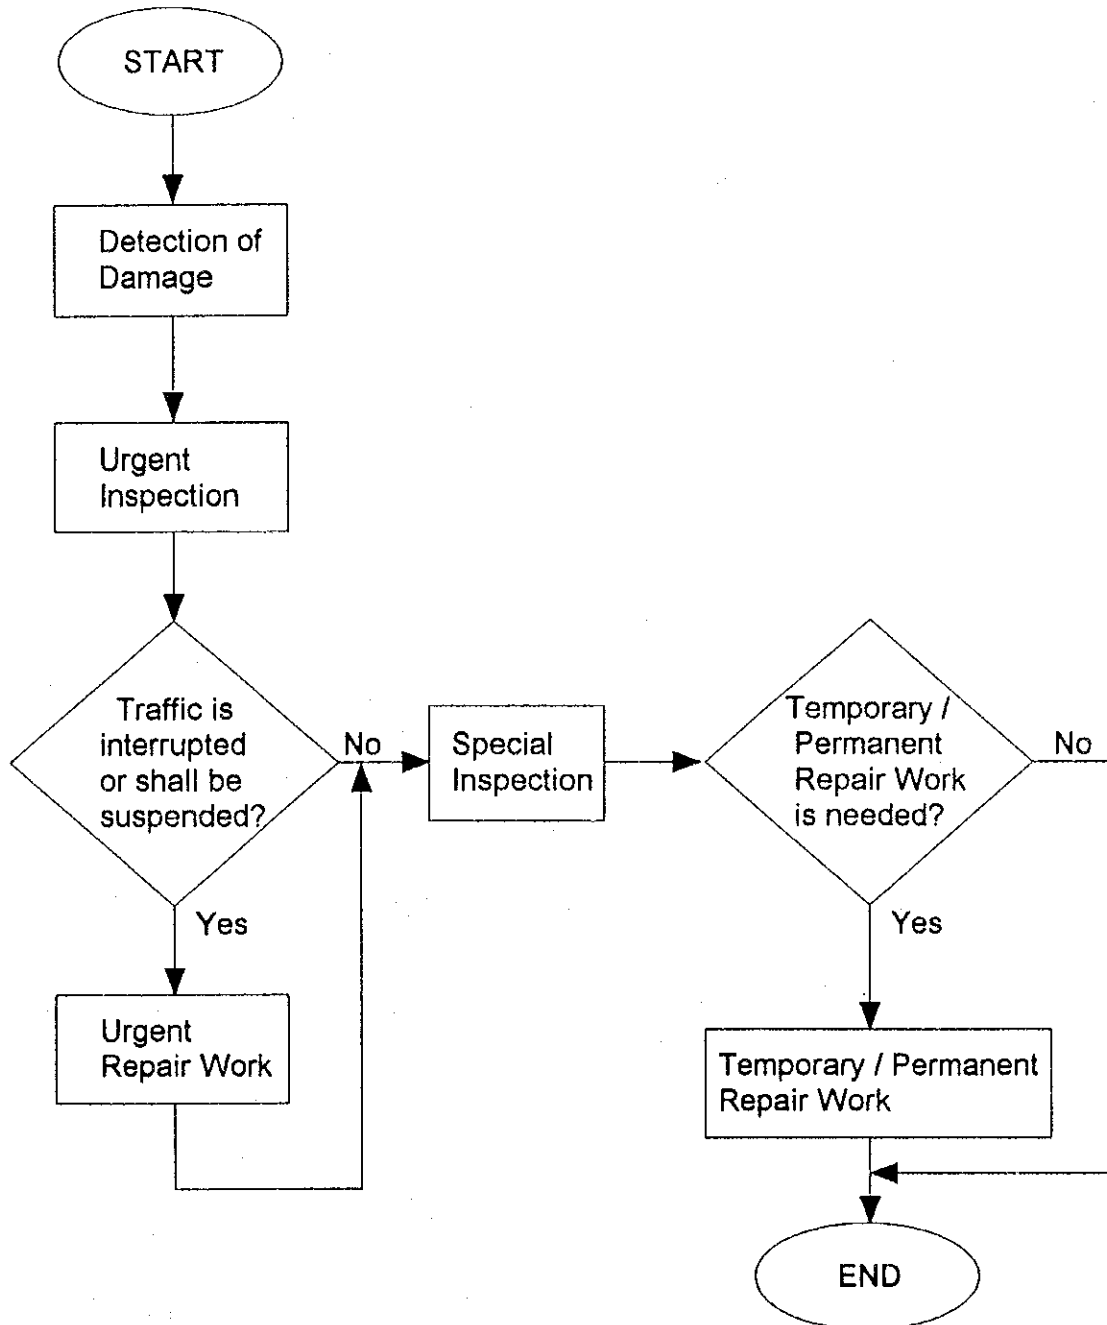 START
Detection of
Damage
Urgent
Inspection
Traffic is
interrupted
or shall be
suspended?
No
Yes
Urgent
Repair Work
Special
Inspection
Temporary /
Permanent
Repair Work
is needed?
No
Yes
Temporary / Permanent
Repair Work
END